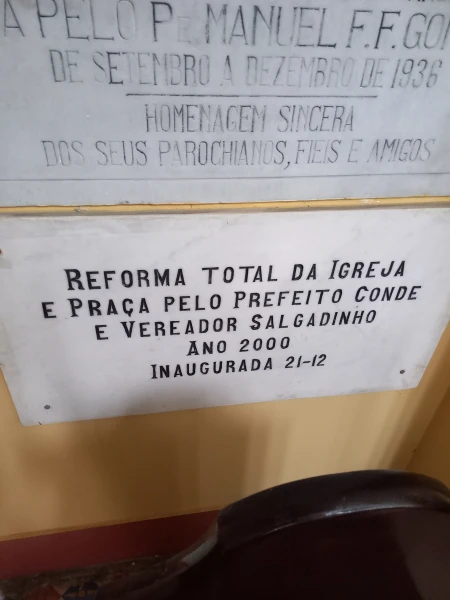 A PELO Pe. MANUEL F. F.
DE SETEMBRO A DEZEMBRO DE 1936
HOMENAGEM SINCERA
DOS SEUS PAROCHIANOS, FIEIS E AMIGOS
REFORMA TOTAL DA IGREJA
E PRAÇA PELO PREFEITO CONDE
E VEREADOR SALGADINHO
ANO 2000
INAUGURADA 21-12